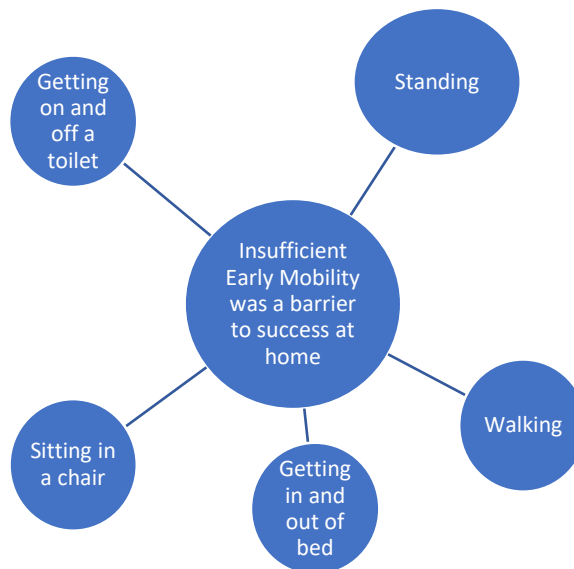 Getting
on and
off a
toilet
Standing
Insufficient
Early Mobility
was a barrier
to success at
home
Walking
Sitting in
a chair
Getting
in and
out of
bed